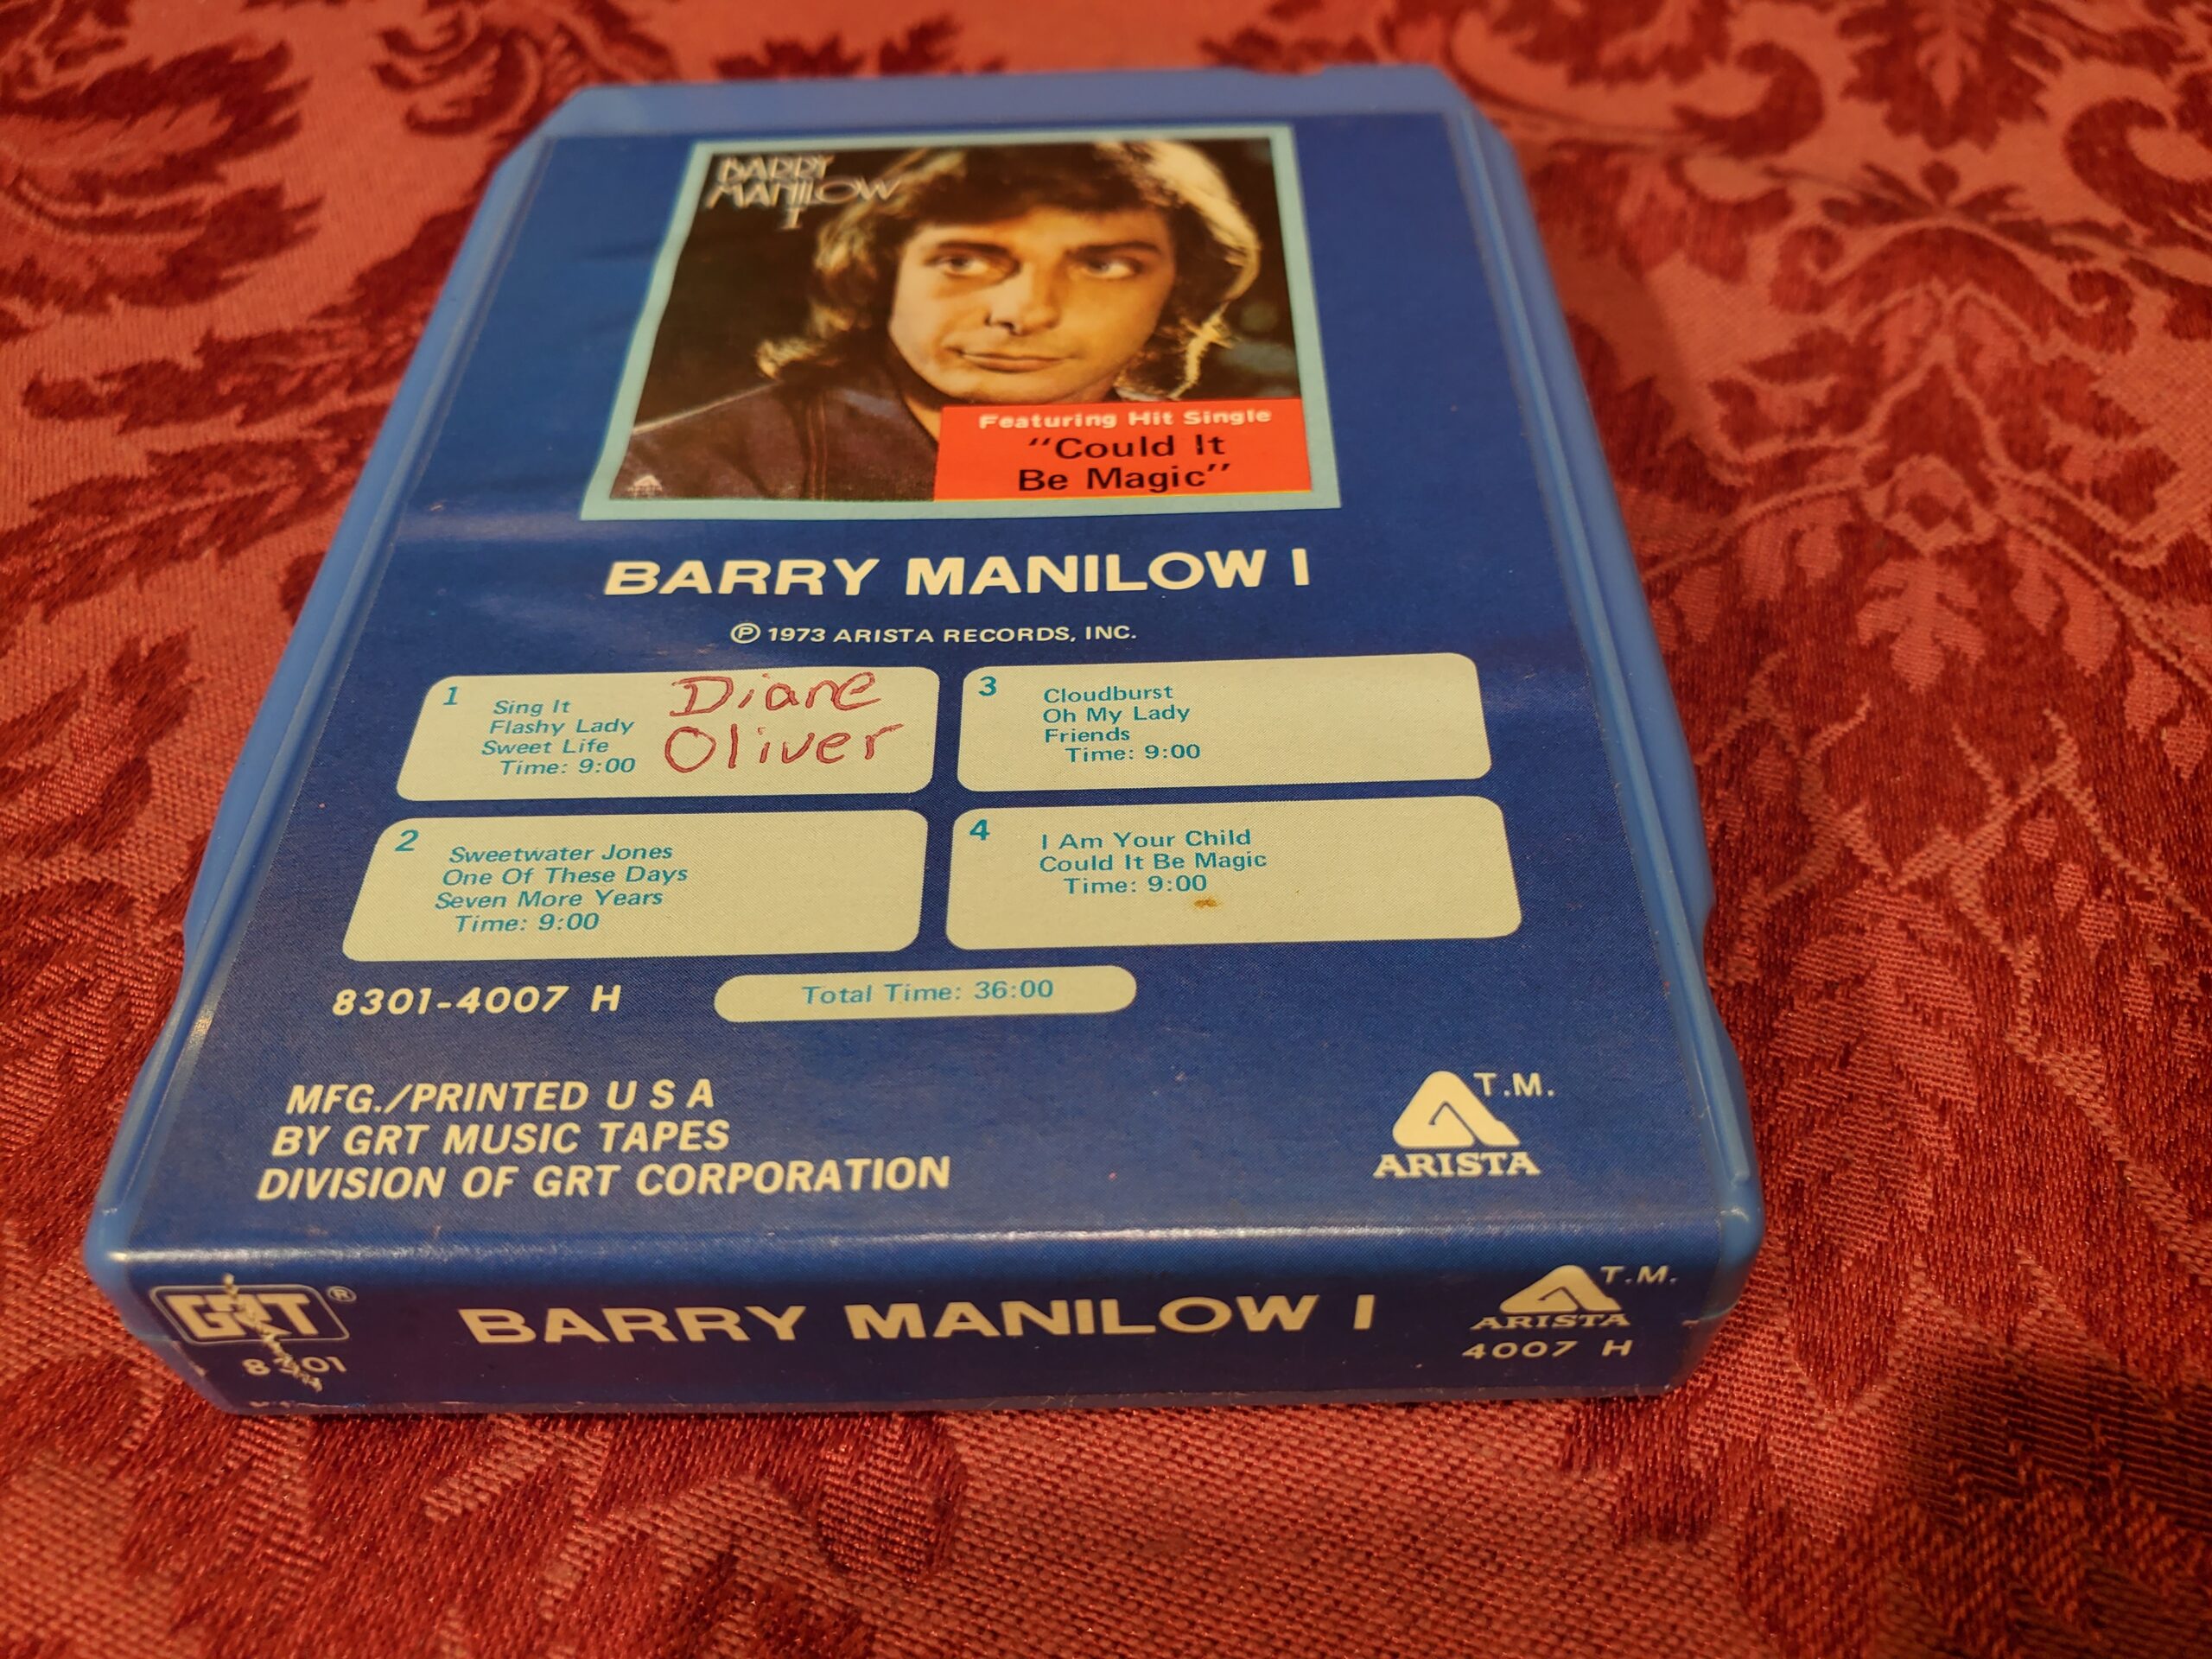 BARRY
MANILOW
I
Featuring Hit Single
"Could It
Be Magic"
BARRY MANILOW I
℗ 1973 ARISTA RECORDS, INC.
1
Sing It
Flashy Lady
Sweet Life
Time: 9:00
Diane
Oliver
2
Sweetwater Jones
One Of These Days
Seven More Years
Time: 9:00
3
Cloudburst
Oh My Lady
Friends
Time: 9:00
4
I Am Your Child
Could It Be Magic
Time: 9:00
8301-4007 H
Total Time: 36:00
MFG./PRINTED U S A
BY GRT MUSIC TAPES
DIVISION OF GRT CORPORATION
T.M.
ARISTA
GRT®
8301
BARRY MANILOW I
T.M.
ARISTA
4007 H